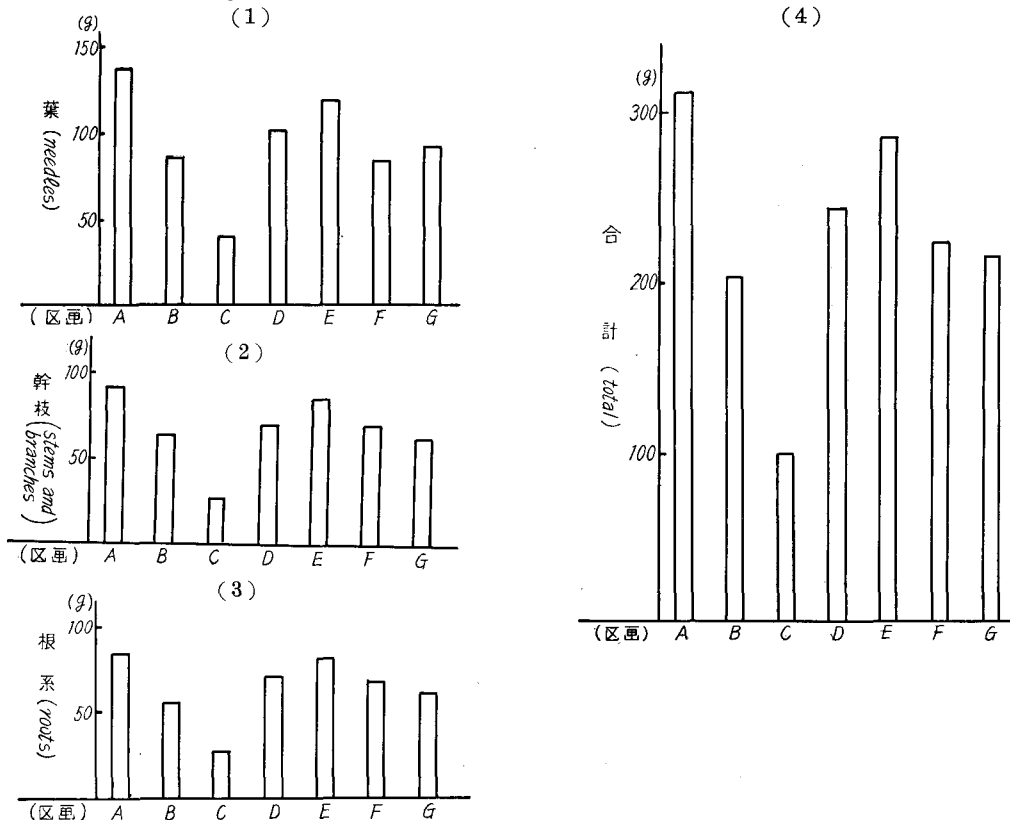 (1)
(g)
150
100
50
葉 (needles)
(区画) A B C D E F G
(2)
(g)
100
50
幹枝 (stems and branches)
(区画) A B C D E F G
(3)
(g)
100
50
根系 (roots)
(区画) A B C D E F G
(4)
(g)
300
200
100
合計 (total)
(区画) A B C D E F G